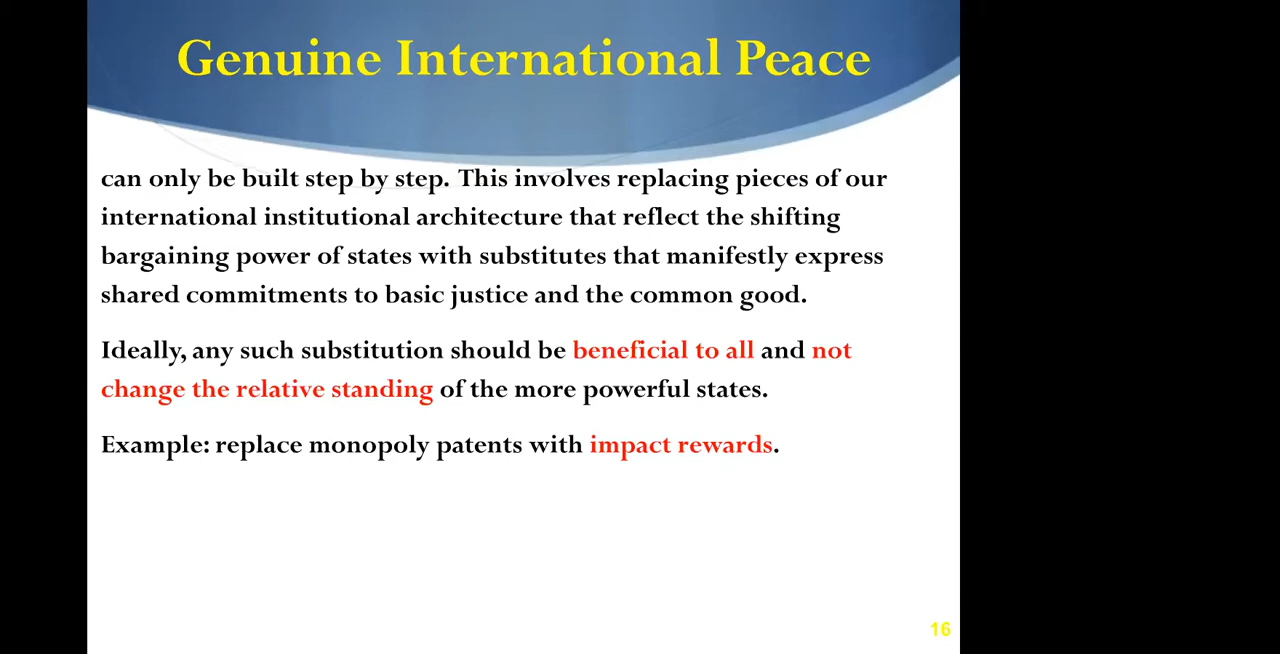 Genuine International Peace
can only be built step by step. This involves replacing pieces of our
international institutional architecture that reflect the shifting
bargaining power of states with substitutes that manifestly express
shared commitments to basic justice and the common good.
Ideally, any such substitution should be beneficial to all and not
change the relative standing of the more powerful states.
Example: replace monopoly patents with impact rewards.
16